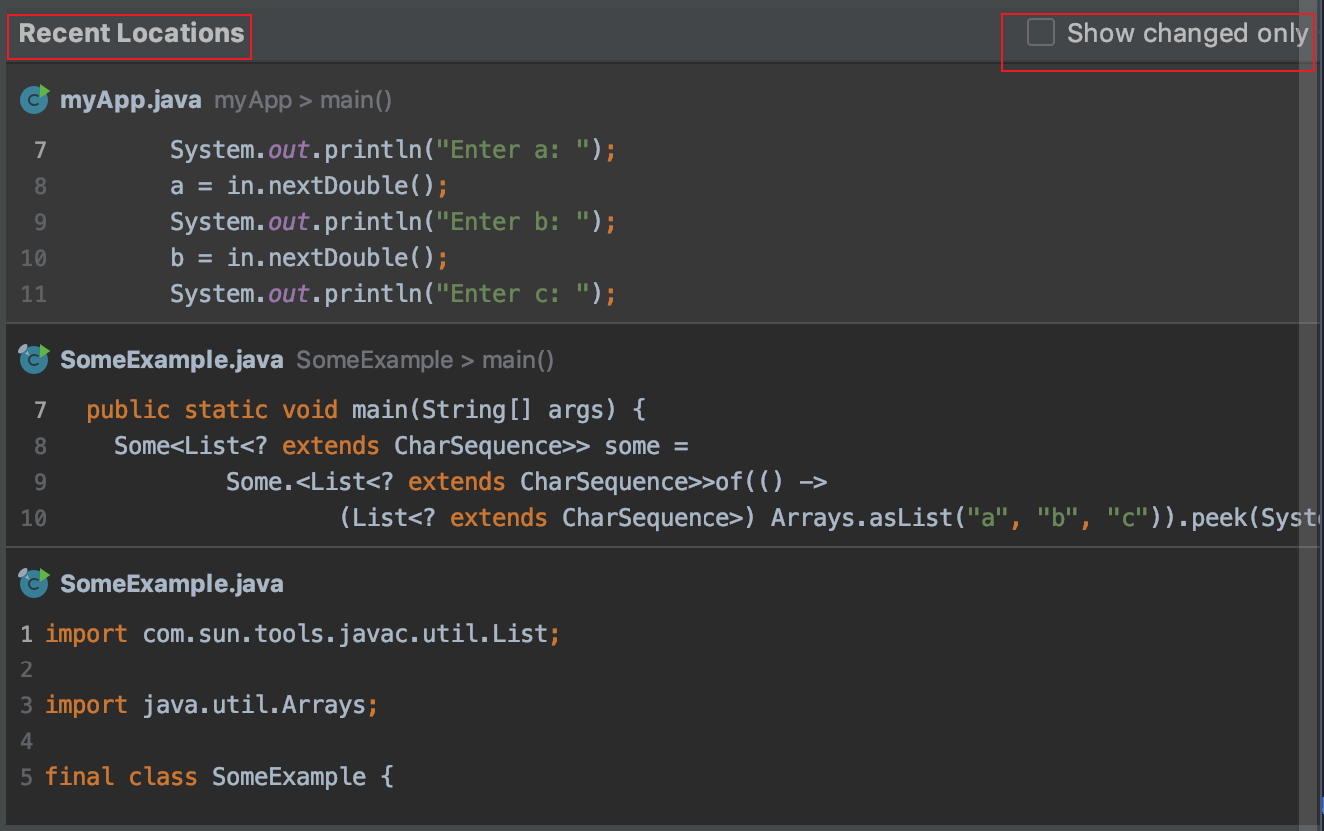 Recent Locations
Show changed only
myApp.java myApp > main()
7 System.out.println("Enter a: ");
8 a = in.nextDouble();
9 System.out.println("Enter b: ");
10 b = in.nextDouble();
11 System.out.println("Enter c: ");
SomeExample.java SomeExample > main()
7 public static void main(String[] args) {
8 Some<List<? extends CharSequence>> some =
9 Some.<List<? extends CharSequence>>of(() ->
10 (List<? extends CharSequence>) Arrays.asList("a", "b", "c")).peek(Syst
SomeExample.java
1 import com.sun.tools.javac.util.List;
2
3 import java.util.Arrays;
4
5 final class SomeExample {